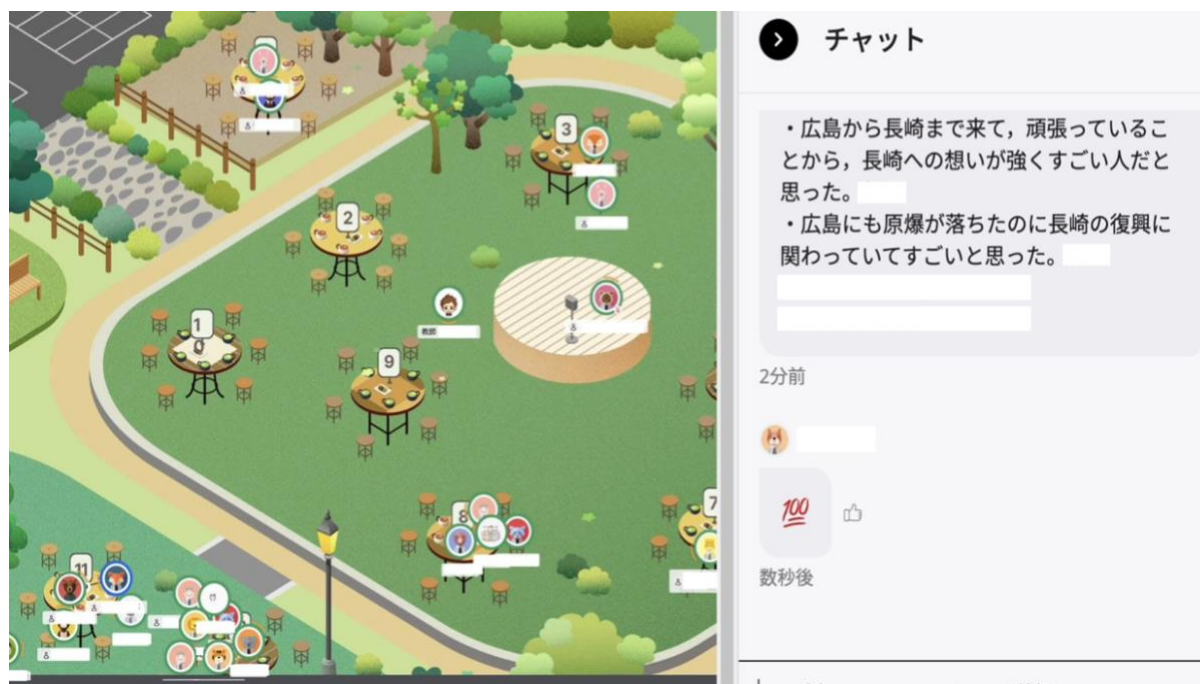 チャット
・広島から長崎まで来て，頑張っているこ
とから，長崎への想いが強くすごい人だと
思った。
・広島にも原爆が落ちたのに長崎の復興に
関わっていてすごいと思った。
2分前
100
数秒後
3
2
1
9
教師
8
7
11